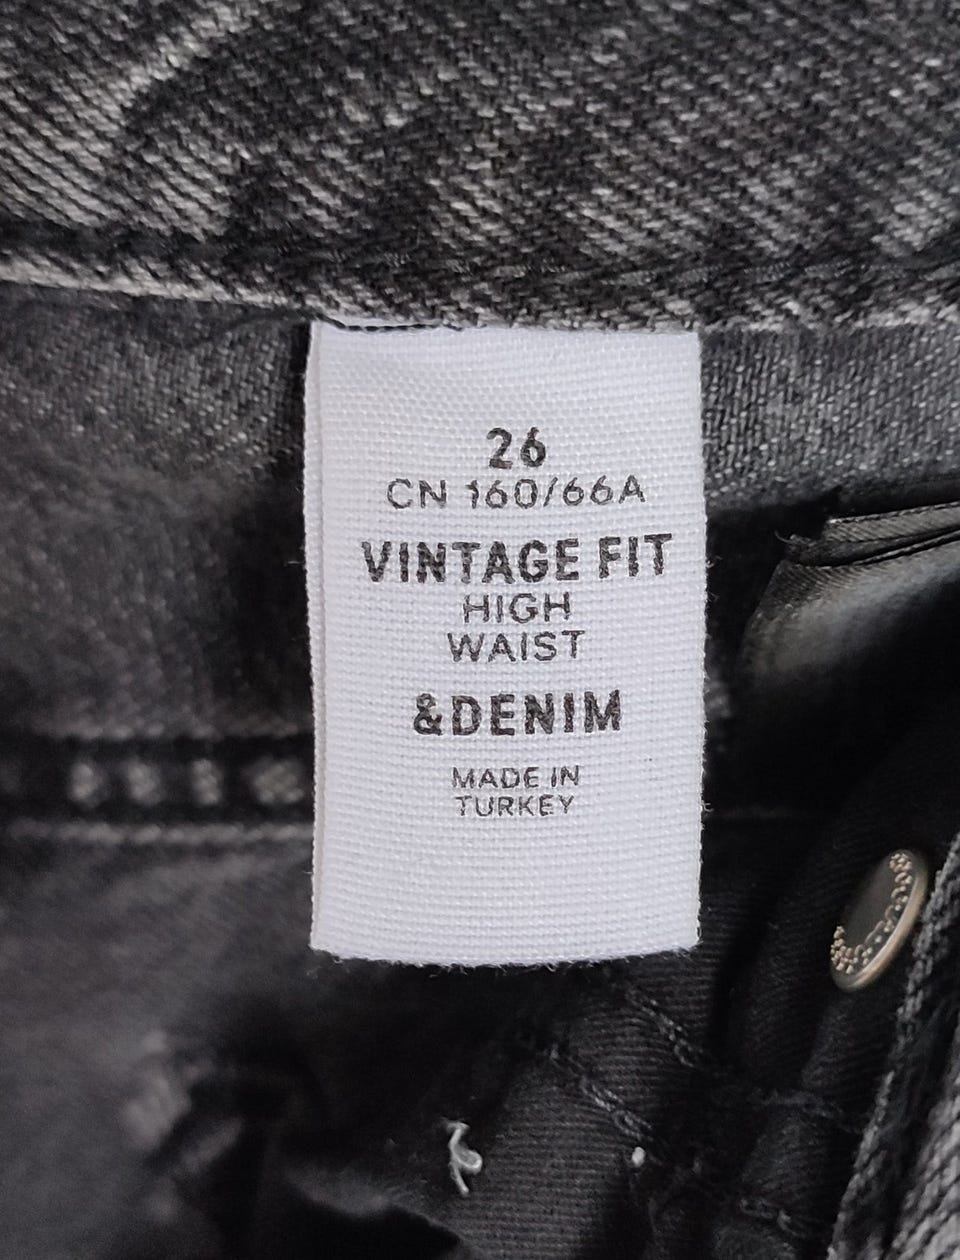 26
CN 160/66A
VINTAGE FIT
HIGH
WAIST
&DENIM
MADE IN
TURKEY